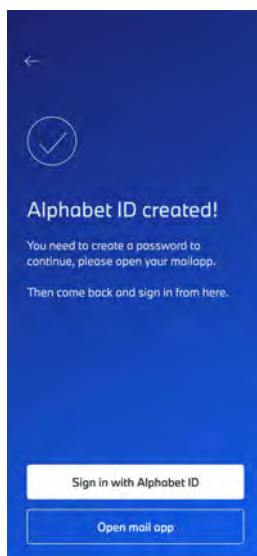 Alphabet ID created!
You need to create a password to
continue, please open your mailapp.
Then come back and sign in from here.
Sign in with Alphabet ID
Open mail app